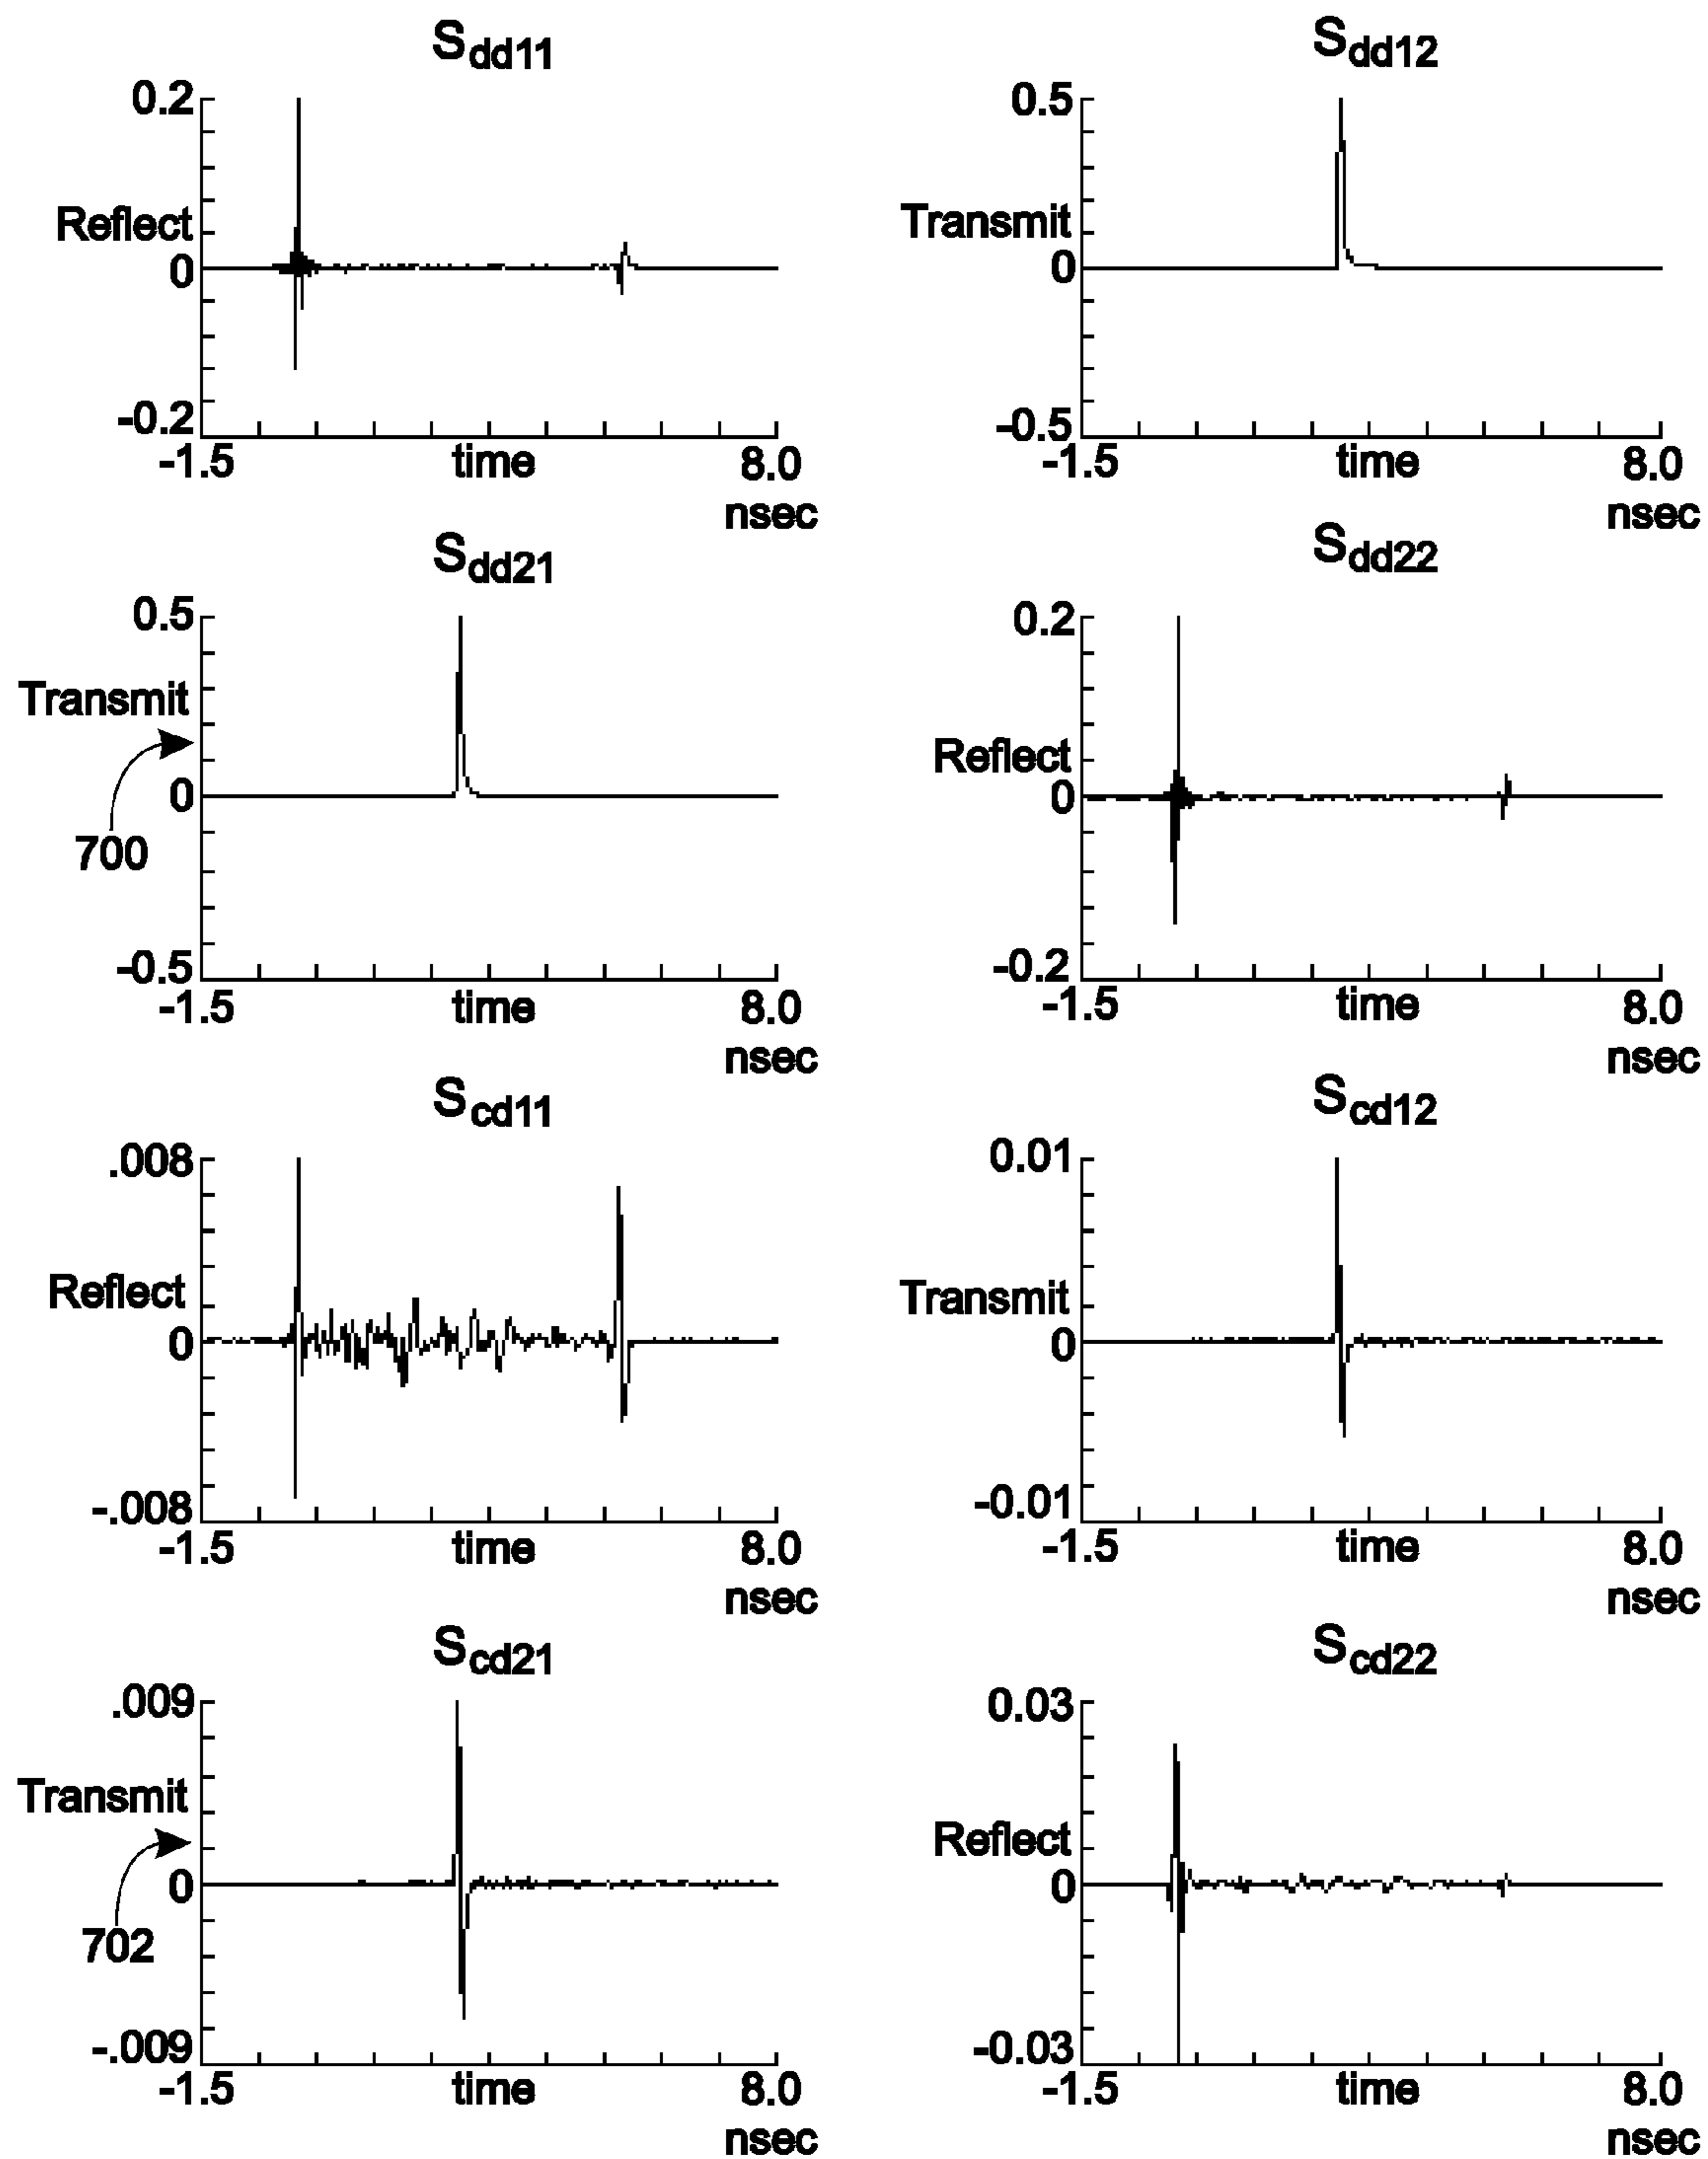 Sdd11
0.2
Reflect
0
-0.2
-1.5 time 8.0
nsec
Sdd12
0.5
Transmit
0
-0.5
-1.5 time 8.0
nsec
Sdd21
0.5
Transmit
0
700
-0.5
-1.5 time 8.0
nsec
Sdd22
0.2
Reflect
0
-0.2
-1.5 time 8.0
nsec
Scd11
.008
Reflect
0
-.008
-1.5 time 8.0
nsec
Scd12
0.01
Transmit
0
-0.01
-1.5 time 8.0
nsec
Scd21
.009
Transmit
0
702
-.009
-1.5 time 8.0
nsec
Scd22
0.03
Reflect
0
-0.03
-1.5 time 8.0
nsec